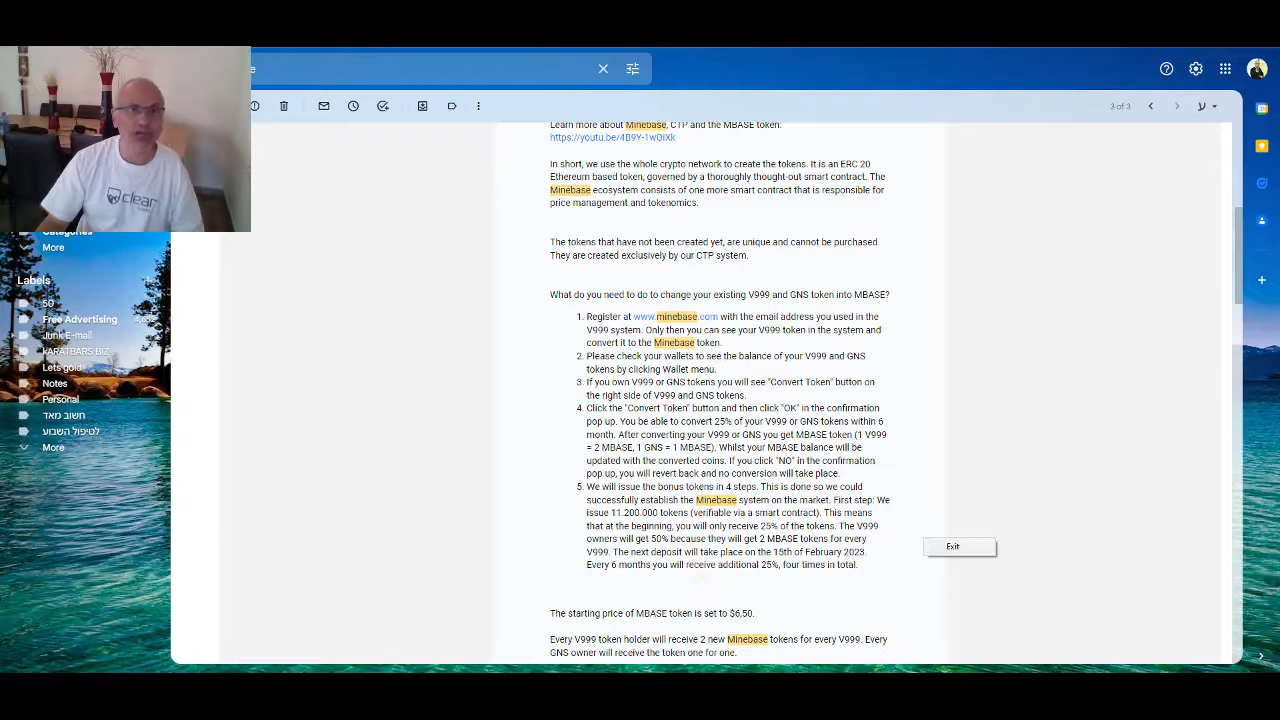 e
3 of 3
ע
clear
Categories
More
Labels
50
Free Advertising 4,652
Junk E-mail
kARATBARS BIZ
Lets gold
Notes
Personal
חשוב מאד
לטיפול השבוע
More
Learn more about Minebase, CTP and the MBASE token:
https://youtu.be/4B9Y-1wOiXk
In short, we use the whole crypto network to create the tokens. It is an ERC 20
Ethereum based token, governed by a thoroughly thought-out smart contract. The
Minebase ecosystem consists of one more smart contract that is responsible for
price management and tokenomics.
The tokens that have not been created yet, are unique and cannot be purchased.
They are created exclusively by our CTP system.
What do you need to do to change your existing V999 and GNS token into MBASE?
1. Register at www.minebase.com with the email address you used in the
V999 system. Only then you can see your V999 token in the system and
convert it to the Minebase token.
2. Please check your wallets to see the balance of your V999 and GNS
tokens by clicking Wallet menu.
3. If you own V999 or GNS tokens you will see "Convert Token" button on
the right side of V999 and GNS tokens.
4. Click the "Convert Token" button and then click "OK" in the confirmation
pop up. You be able to convert 25% of your V999 or GNS tokens within 6
month. After converting your V999 or GNS you get MBASE token (1 V999
= 2 MBASE, 1 GNS = 1 MBASE). Whilst your MBASE balance will be
updated with the converted coins. If you click "NO" in the confirmation
pop up, you will revert back and no conversion will take place.
5. We will issue the bonus tokens in 4 steps. This is done so we could
successfully establish the Minebase system on the market. First step: We
issue 11.200.000 tokens (verifiable via a smart contract). This means
that at the beginning, you will only receive 25% of the tokens. The V999
owners will get 50% because they will get 2 MBASE tokens for every
V999. The next deposit will take place on the 15th of February 2023.
Every 6 months you will receive additional 25%, four times in total.
Exit
The starting price of MBASE token is set to $6,50.
Every V999 token holder will receive 2 new Minebase tokens for every V999. Every
GNS owner will receive the token one for one.